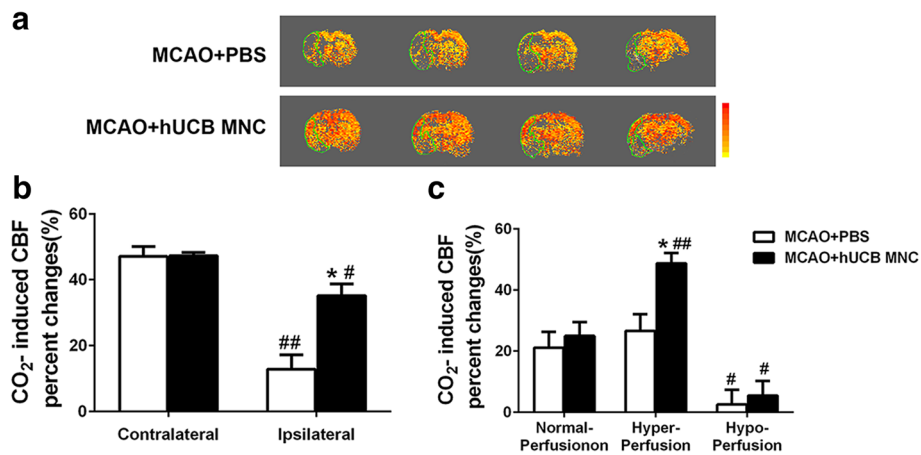 a
MCAO+PBS
MCAO+hUCB MNC
b
CO₂- induced CBF
percent changes(%)
60
40
20
0
* #
##
Contralateral
Ipsilateral
c
CO₂- induced CBF
percent changes(%)
60
40
20
0
* ##
#
#
Normal-
Perfusionon
Hyper-
Perfusion
Hypo-
Perfusion
MCAO+PBS
MCAO+hUCB MNC